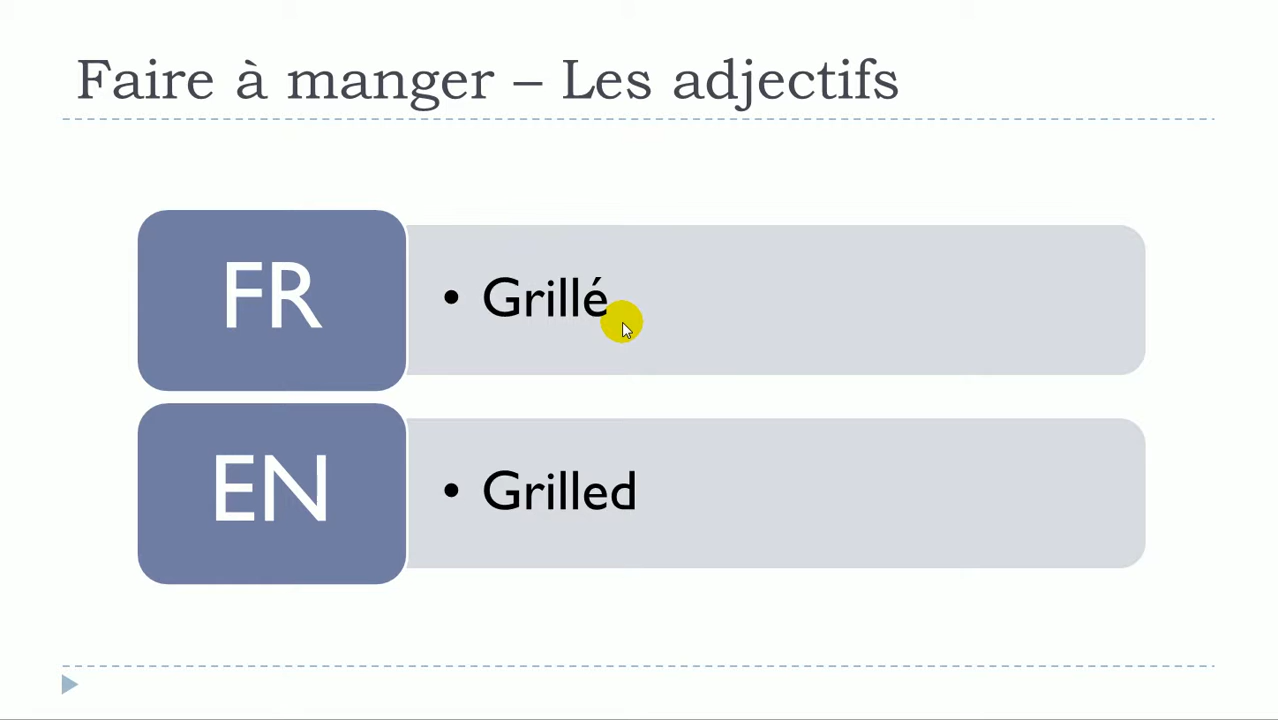 Faire à manger – Les adjectifs
FR
• Grillé
EN
• Grilled